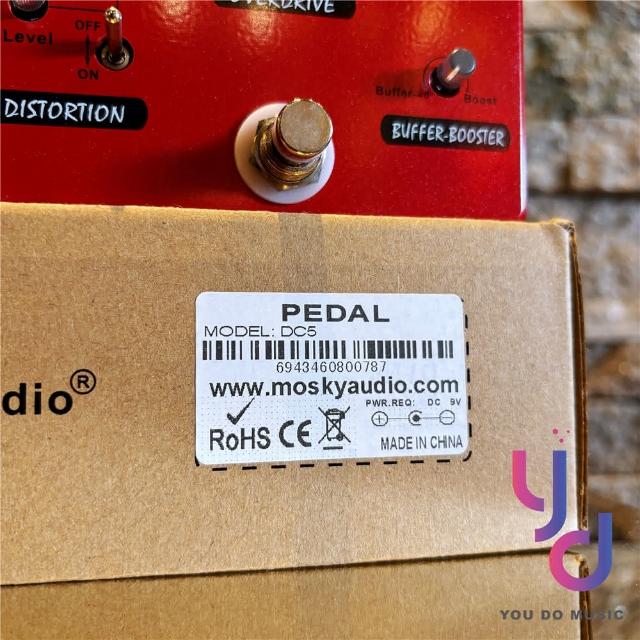 OVERDRIVE
Level
OFF
ON
DISTORTION
Buffer-in
Boost
BUFFER-BOOSTER
PEDAL
MODEL: DC5
6943460800787
www.moskyaudio.com
PWR.REQ: DC 9V
RoHS CE
MADE IN CHINA
dio®
YOU DO MUSIC